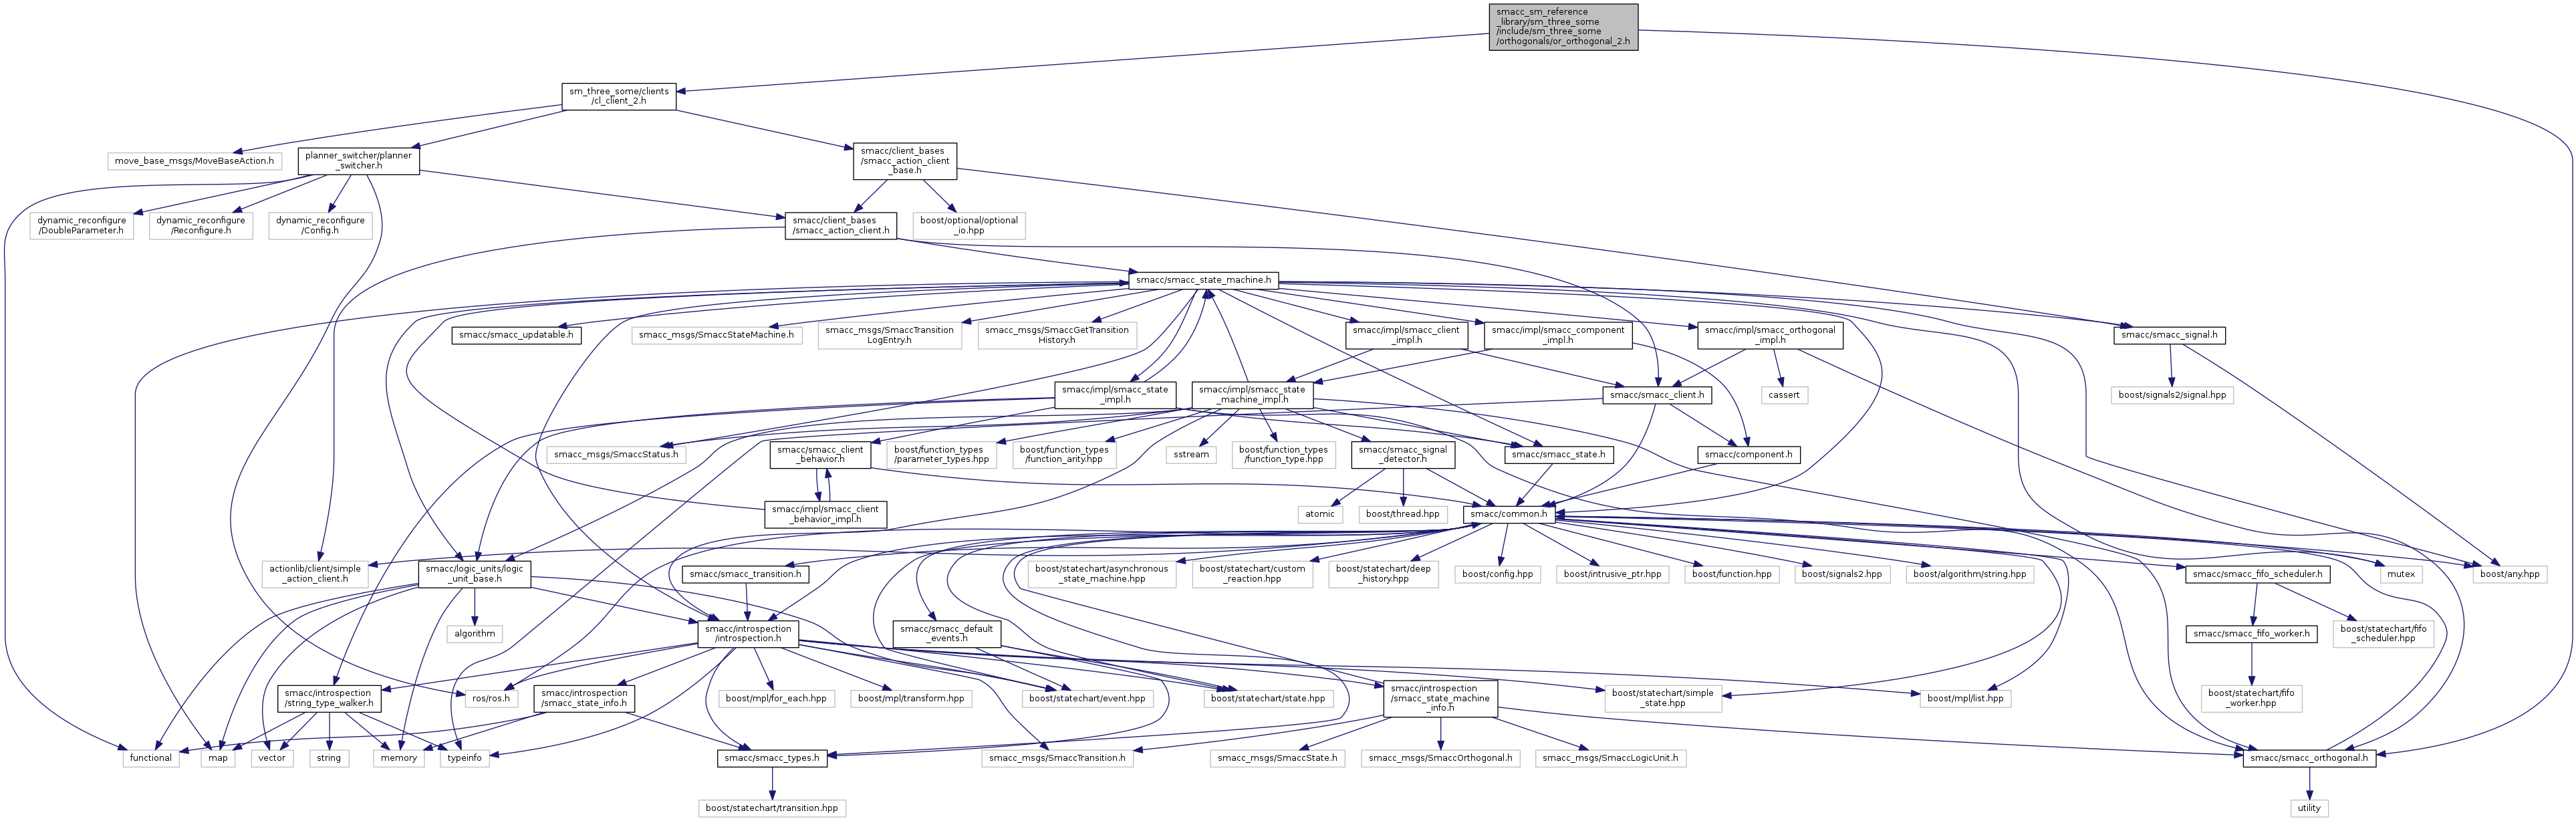 smacc_sm_reference
_library/sm_three_some
/include/sm_three_some
/orthogonals/or_orthogonal_2.h
sm_three_some/clients
/cl_client_2.h
move_base_msgs/MoveBaseAction.h
planner_switcher/planner
_switcher.h
smacc/client_bases
/smacc_action_client
_base.h
dynamic_reconfigure
/DoubleParameter.h
dynamic_reconfigure
/Reconfigure.h
dynamic_reconfigure
/Config.h
smacc/client_bases
/smacc_action_client.h
boost/optional/optional
_io.hpp
smacc/smacc_state_machine.h
smacc/smacc_updatable.h
smacc_msgs/SmaccStateMachine.h
smacc_msgs/SmaccTransition
LogEntry.h
smacc_msgs/SmaccGetTransition
History.h
smacc/impl/smacc_client
_impl.h
smacc/impl/smacc_component
_impl.h
smacc/impl/smacc_orthogonal
_impl.h
smacc/smacc_signal.h
smacc/impl/smacc_state
_impl.h
smacc/impl/smacc_state
_machine_impl.h
smacc/smacc_client.h
cassert
boost/signals2/signal.hpp
smacc_msgs/SmaccStatus.h
smacc/smacc_client
_behavior.h
boost/function_types
/parameter_types.hpp
boost/function_types
/function_arity.hpp
sstream
boost/function_types
/function_type.hpp
smacc/smacc_signal
_detector.h
smacc/smacc_state.h
smacc/component.h
smacc/impl/smacc_client
_behavior_impl.h
atomic
boost/thread.hpp
smacc/common.h
actionlib/client/simple
_action_client.h
smacc/logic_units/logic
_unit_base.h
smacc/smacc_transition.h
boost/statechart/asynchronous
_state_machine.hpp
boost/statechart/custom
_reaction.hpp
boost/statechart/deep
_history.hpp
boost/config.hpp
boost/intrusive_ptr.hpp
boost/function.hpp
boost/signals2.hpp
boost/algorithm/string.hpp
smacc/smacc_fifo_scheduler.h
mutex
boost/any.hpp
algorithm
smacc/introspection
/introspection.h
smacc/smacc_default
_events.h
smacc/smacc_fifo_worker.h
boost/statechart/fifo
_scheduler.hpp
smacc/introspection
/string_type_walker.h
ros/ros.h
smacc/introspection
/smacc_state_info.h
boost/mpl/for_each.hpp
boost/mpl/transform.hpp
boost/statechart/event.hpp
boost/statechart/state.hpp
smacc/introspection
/smacc_state_machine
_info.h
boost/statechart/simple
_state.hpp
boost/mpl/list.hpp
boost/statechart/fifo
_worker.hpp
functional
map
vector
string
memory
typeinfo
smacc/smacc_types.h
smacc_msgs/SmaccTransition.h
smacc_msgs/SmaccState.h
smacc_msgs/SmaccOrthogonal.h
smacc_msgs/SmaccLogicUnit.h
smacc/smacc_orthogonal.h
boost/statechart/transition.hpp
utility